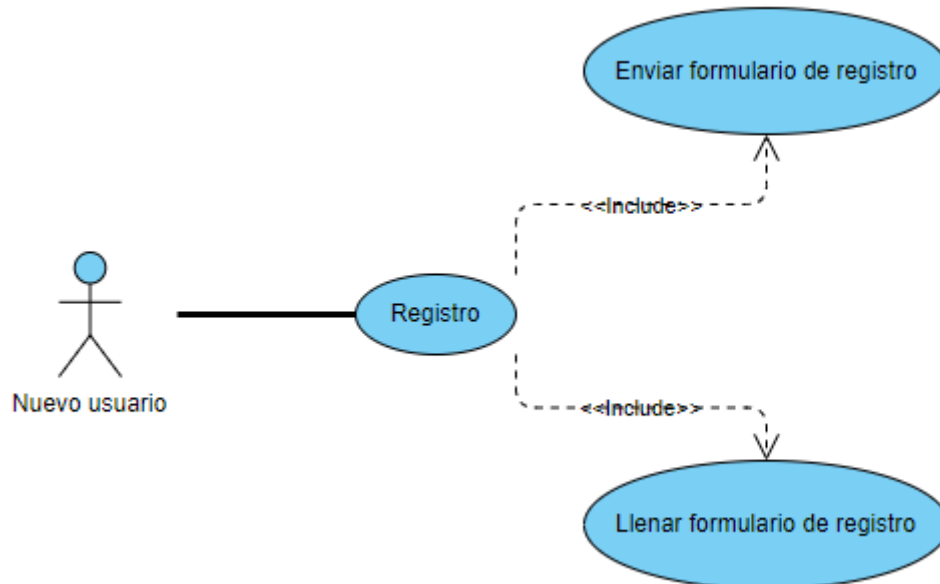 Enviar formulario de registro
<<Include>>
Registro
Nuevo usuario
<<Include>>
Llenar formulario de registro